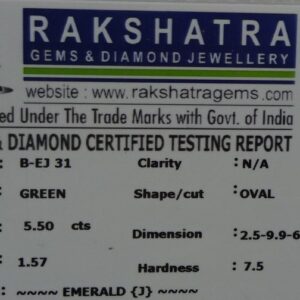 RAKSHATRA
GEMS & DIAMOND JEWELLERY
website : www.rakshatragems.com
ed Under The Trade Marks with Govt. of India
DIAMOND CERTIFIED TESTING REPORT
: B-EJ 31 Clarity : N/A
: GREEN Shape/cut : OVAL
: 5.50 cts Dimension : 2.5-9.9-6
: 1.57 Hardness : 7.5
: ~~~~ EMERALD {J} ~~~~